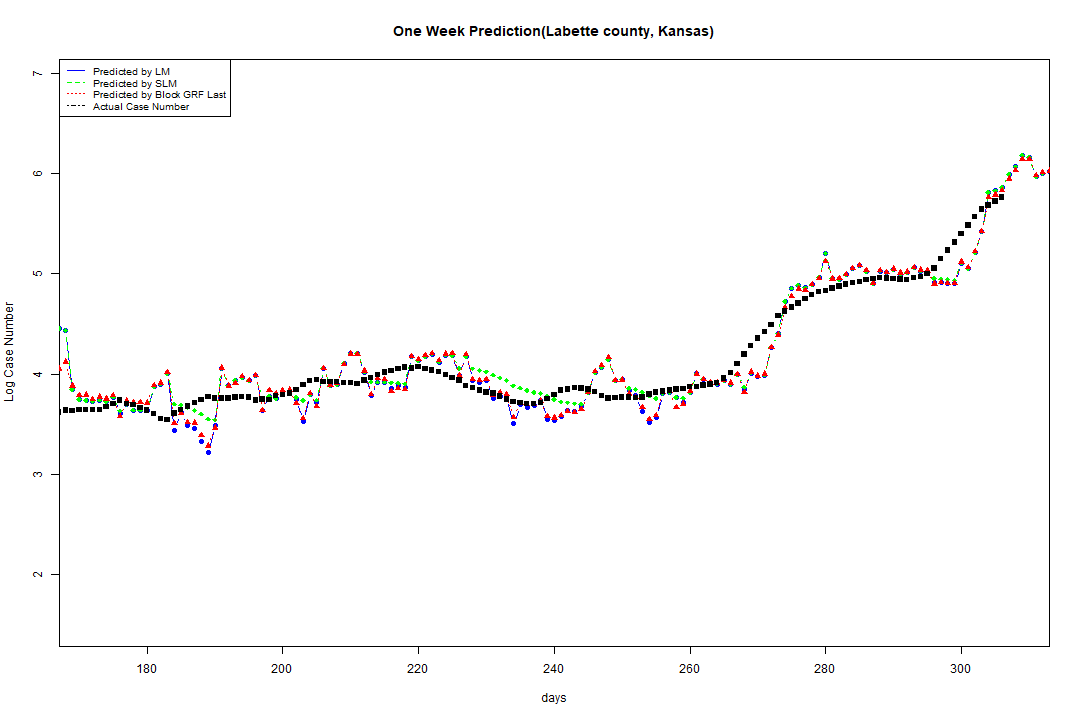 One Week Prediction(Labette county, Kansas)
Predicted by LM
Predicted by SLM
Predicted by Block GRF Last
Actual Case Number
7
6
5
4
3
2
Log Case Number
180 200 220 240 260 280 300
days